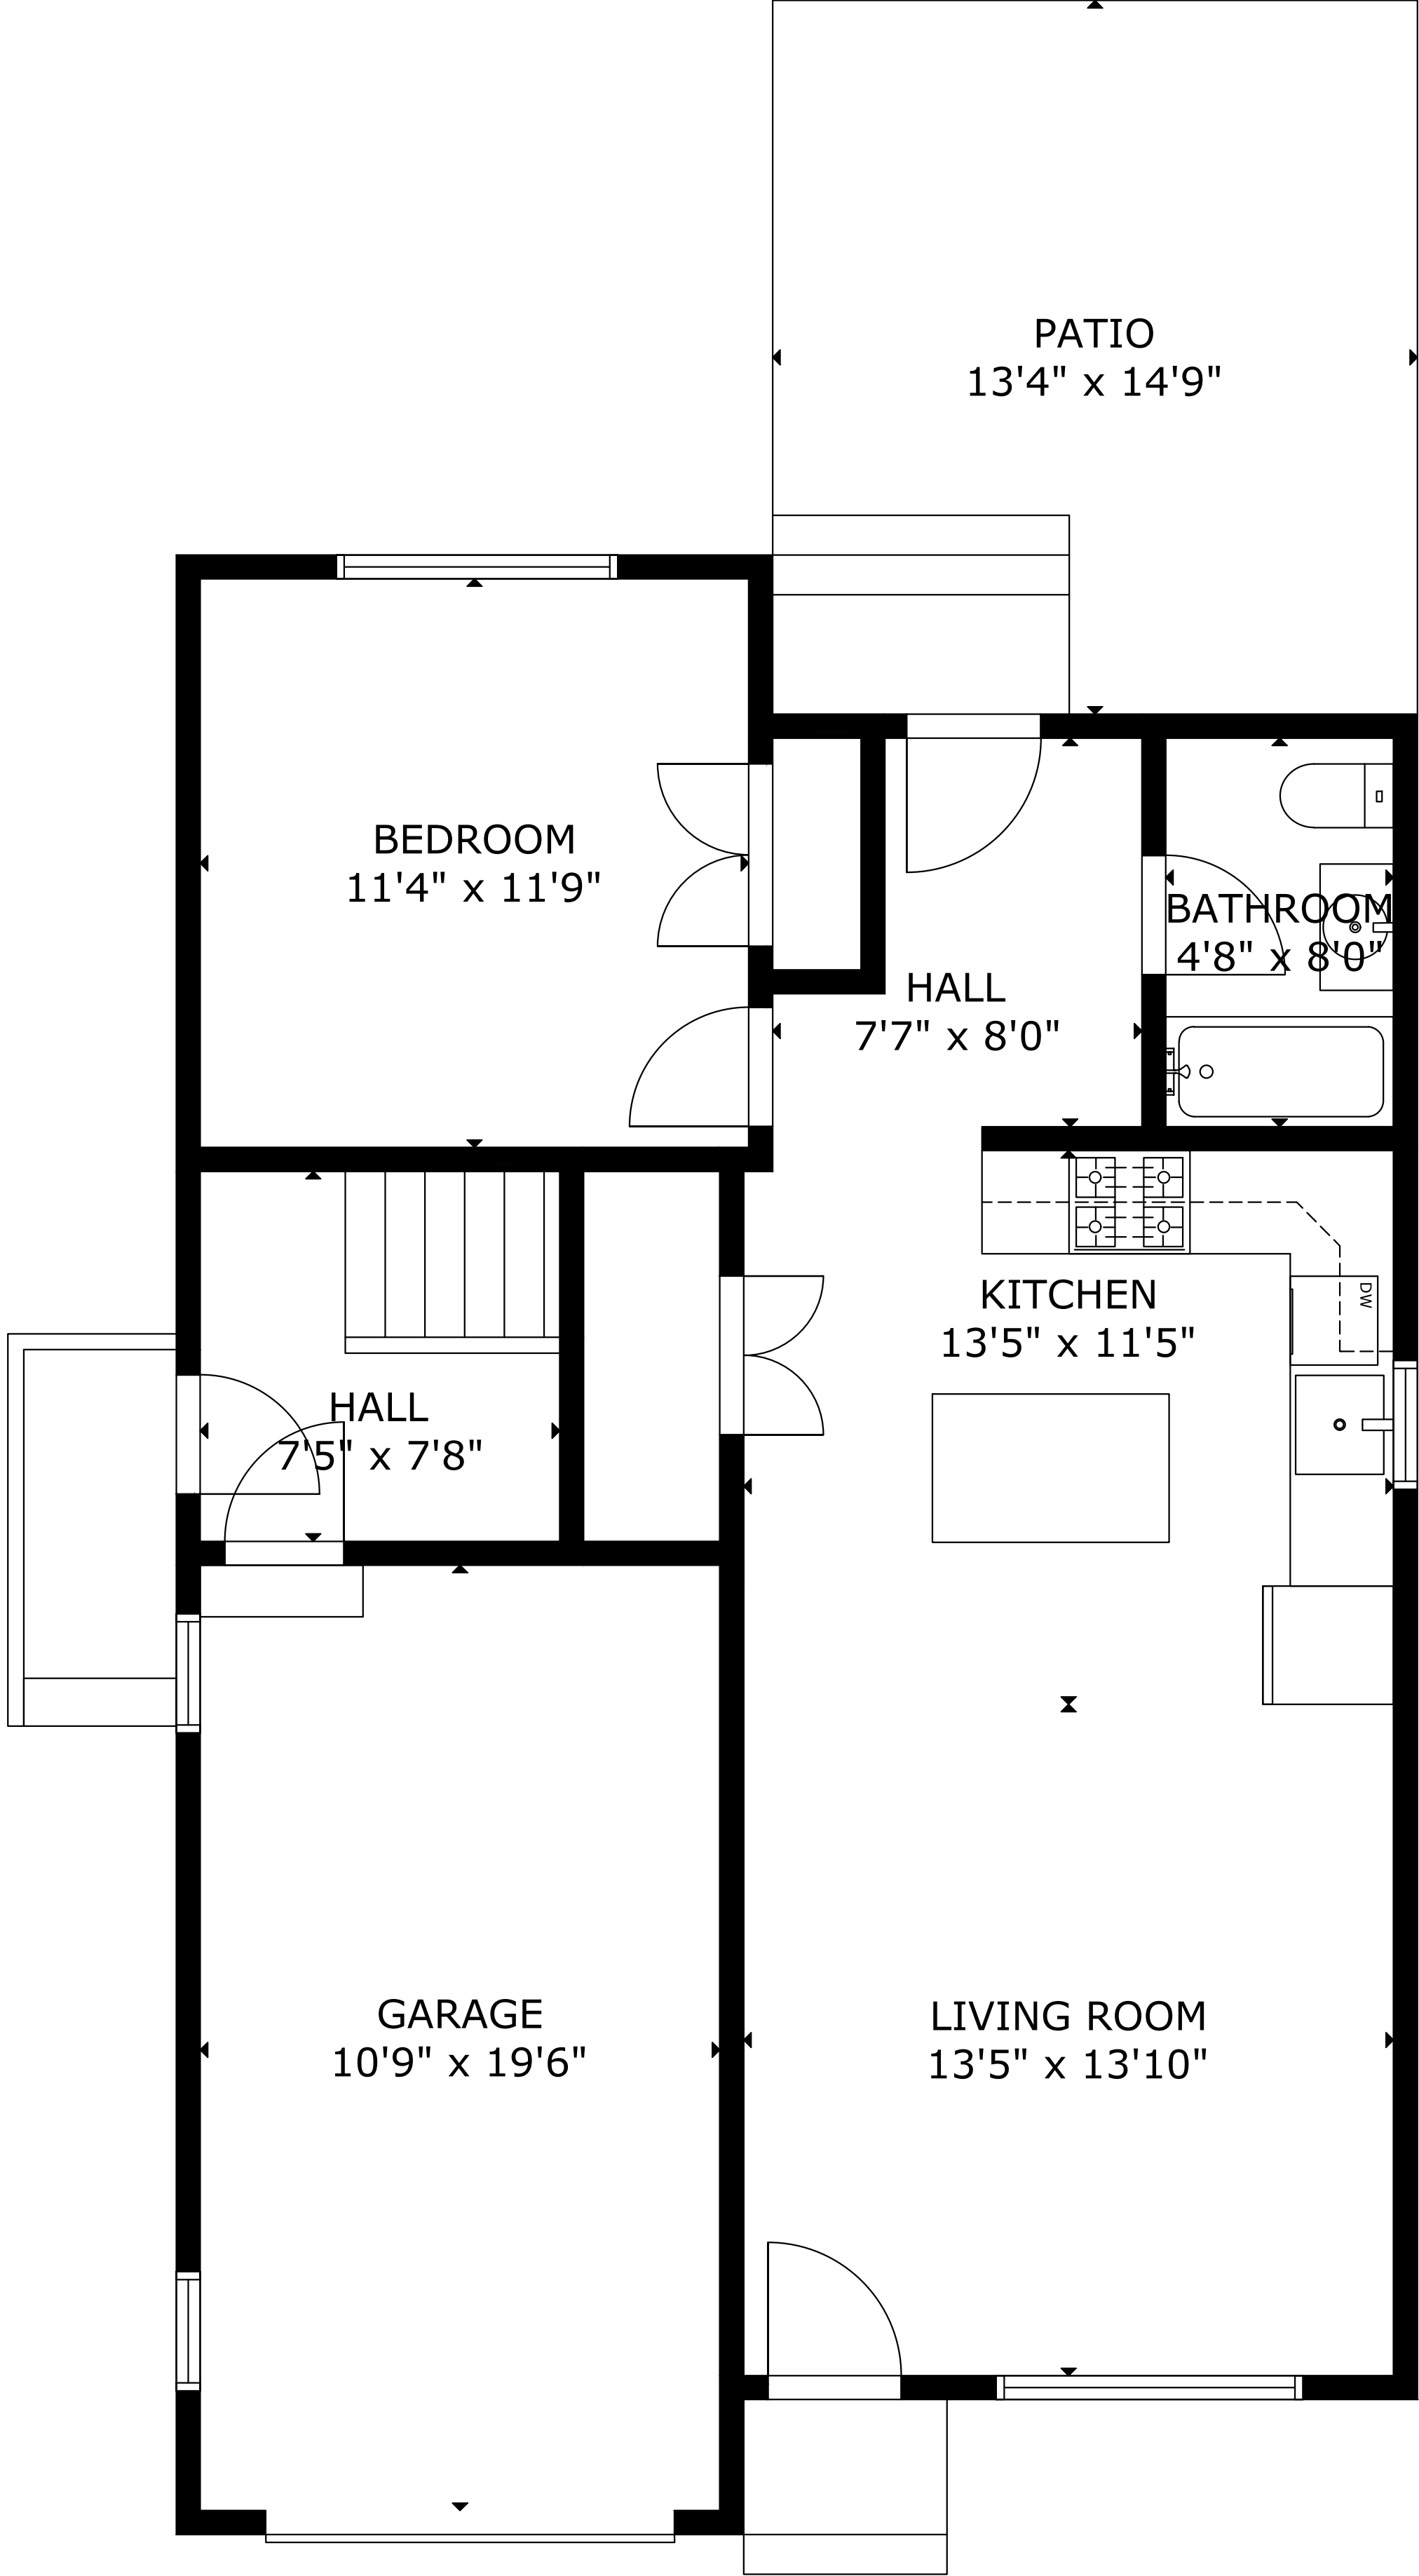 PATIO
13'4" x 14'9"
BEDROOM
11'4" x 11'9"
BATHROOM
4'8" x 8'0"
HALL
7'7" x 8'0"
KITCHEN
13'5" x 11'5"
DW
HALL
7'5" x 7'8"
GARAGE
10'9" x 19'6"
LIVING ROOM
13'5" x 13'10"